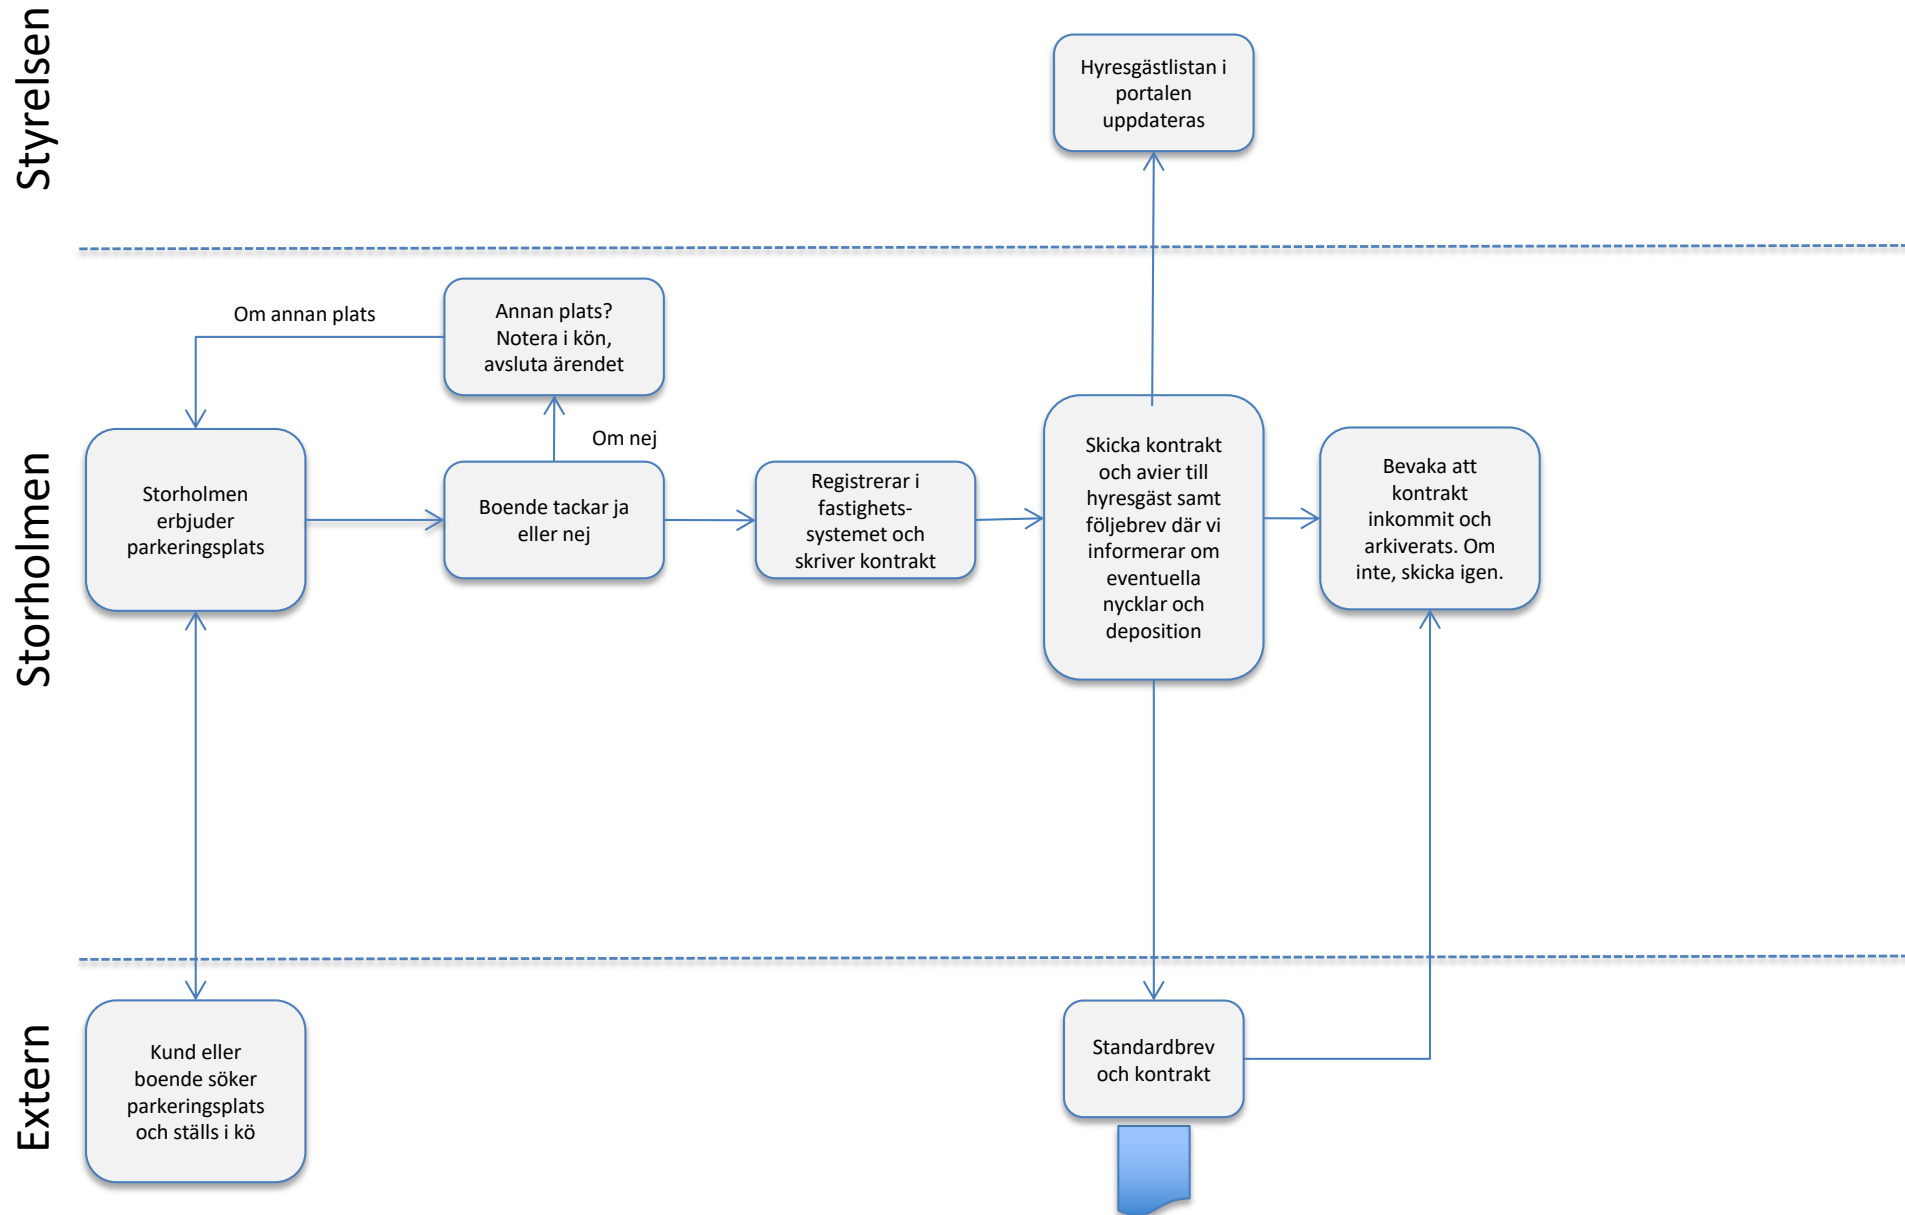 Styrelsen
Hyresgästlistan i
portalen
uppdateras
Storholmen
Om annan plats
Annan plats?
Notera i kön,
avsluta ärendet
Om nej
Storholmen
erbjuder
parkeringsplats
Boende tackar ja
eller nej
Registrerar i
fastighets-
systemet och
skriver kontrakt
Skicka kontrakt
och avier till
hyresgäst samt
följebrev där vi
informerar om
eventuella
nycklar och
deposition
Bevaka att
kontrakt
inkommit och
arkiverats. Om
inte, skicka igen.
Extern
Kund eller
boende söker
parkeringsplats
och ställs i kö
Standardbrev
och kontrakt